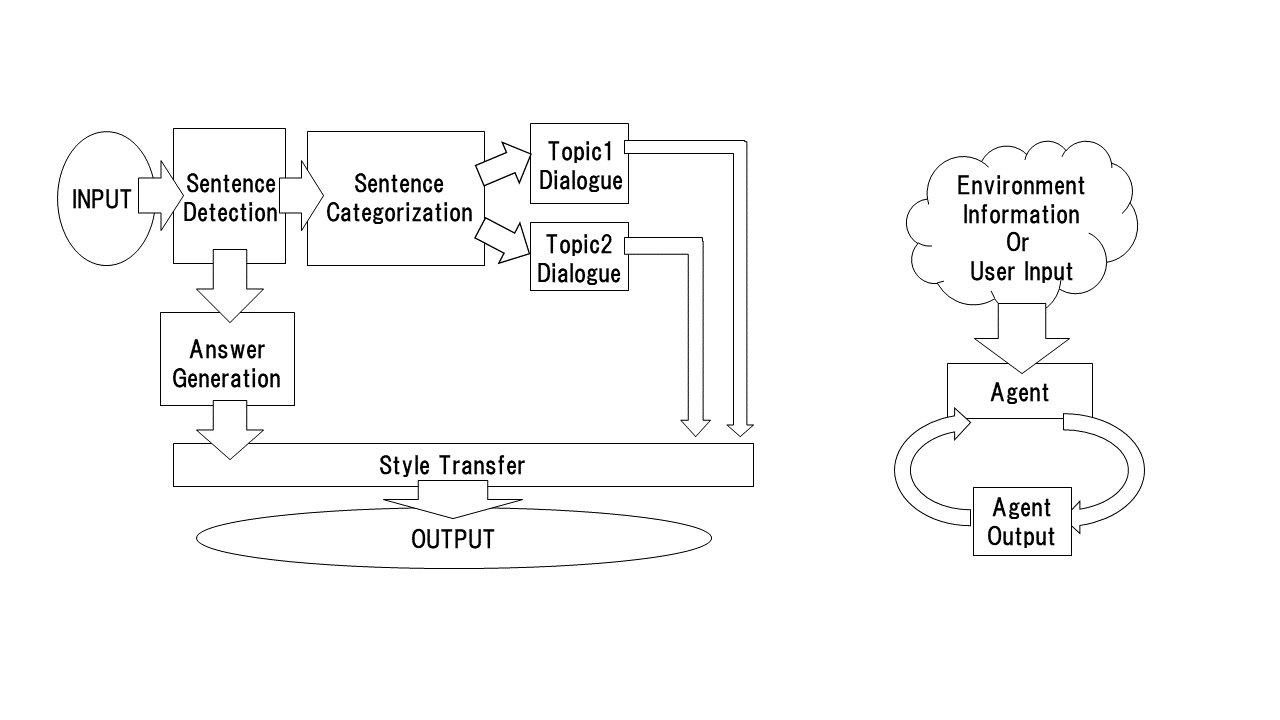 INPUT
Sentence
Detection
Sentence
Categorization
Topic1
Dialogue
Topic2
Dialogue
Answer
Generation
Style Transfer
OUTPUT
Environment
Information
Or
User Input
Agent
Agent
Output